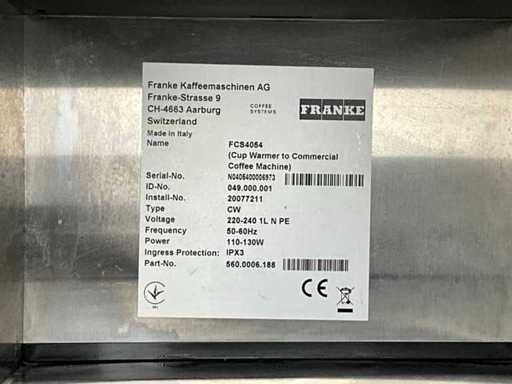 Franke Kaffeemaschinen AG
Franke-Strasse 9
CH-4663 Aarburg
Switzerland
COFFEE
SYSTEMS
FRANKE
Made in Italy
Name FCS4054
(Cup Warmer to Commercial
Coffee Machine)
Serial-No. N0405400006973
ID-No. 049.000.001
Install-No. 20077211
Type CW
Voltage 220-240 1L N PE
Frequency 50-60Hz
Power 110-130W
Ingress Protection: IPX3
Part-No. 560.0006.185
CE